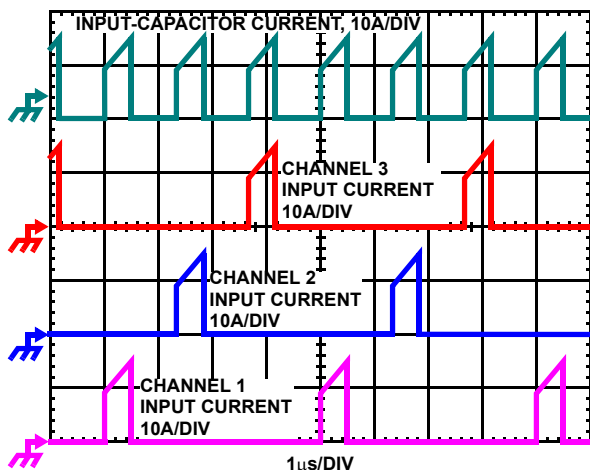 INPUT-CAPACITOR CURRENT, 10A/DIV
CHANNEL 3
INPUT CURRENT
10A/DIV
CHANNEL 2
INPUT CURRENT
10A/DIV
CHANNEL 1
INPUT CURRENT
10A/DIV
1μs/DIV